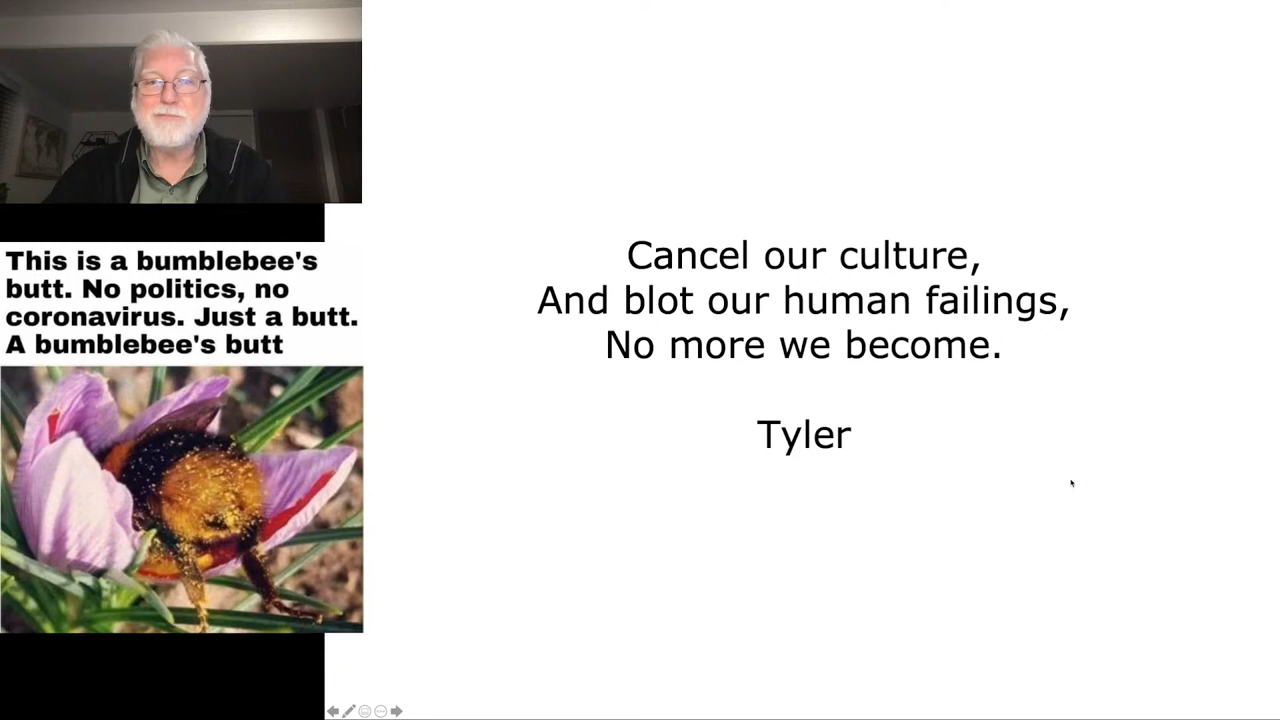 This is a bumblebee's
butt. No politics, no
coronavirus. Just a butt.
A bumblebee's butt
Cancel our culture,
And blot our human failings,
No more we become.
Tyler